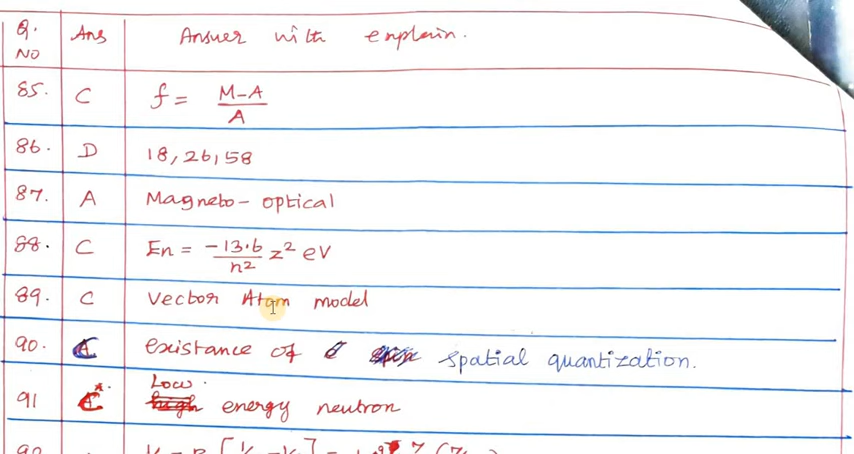 Q. NO Ans Answer with explain.
85. C f = M-A / A
86. D 18,26,58
87. A Magneto-optical
88. C En = -13.6 / n² z² eV
89. C Vector Atom model
90. existance of spatial quantization.
Low.
91 A. energy neutron